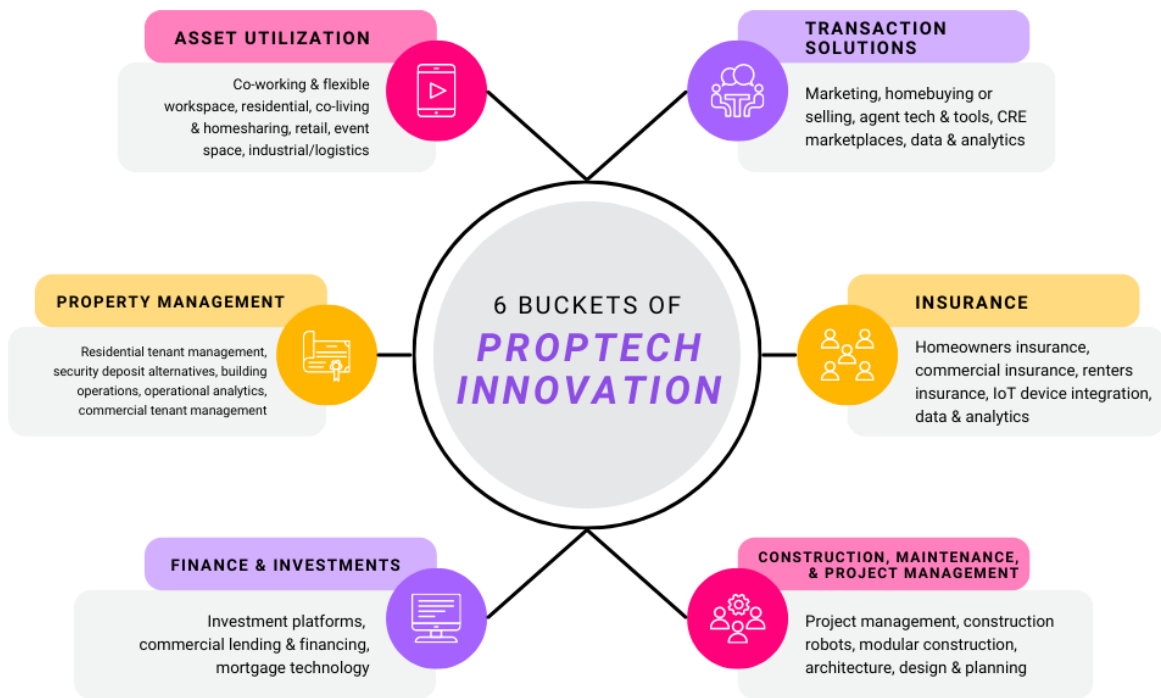 ASSET UTILIZATION
Co-working & flexible
workspace, residential, co-living
& homesharing, retail, event
space, industrial/logistics
TRANSACTION
SOLUTIONS
Marketing, homebuying or
selling, agent tech & tools, CRE
marketplaces, data & analytics
6 BUCKETS OF
PROPTECH
INNOVATION
PROPERTY MANAGEMENT
Residential tenant management,
security deposit alternatives, building
operations, operational analytics,
commercial tenant management
INSURANCE
Homeowners insurance,
commercial insurance, renters
insurance, IoT device integration,
data & analytics
FINANCE & INVESTMENTS
Investment platforms,
commercial lending & financing,
mortgage technology
CONSTRUCTION, MAINTENANCE,
& PROJECT MANAGEMENT
Project management, construction
robots, modular construction,
architecture, design & planning